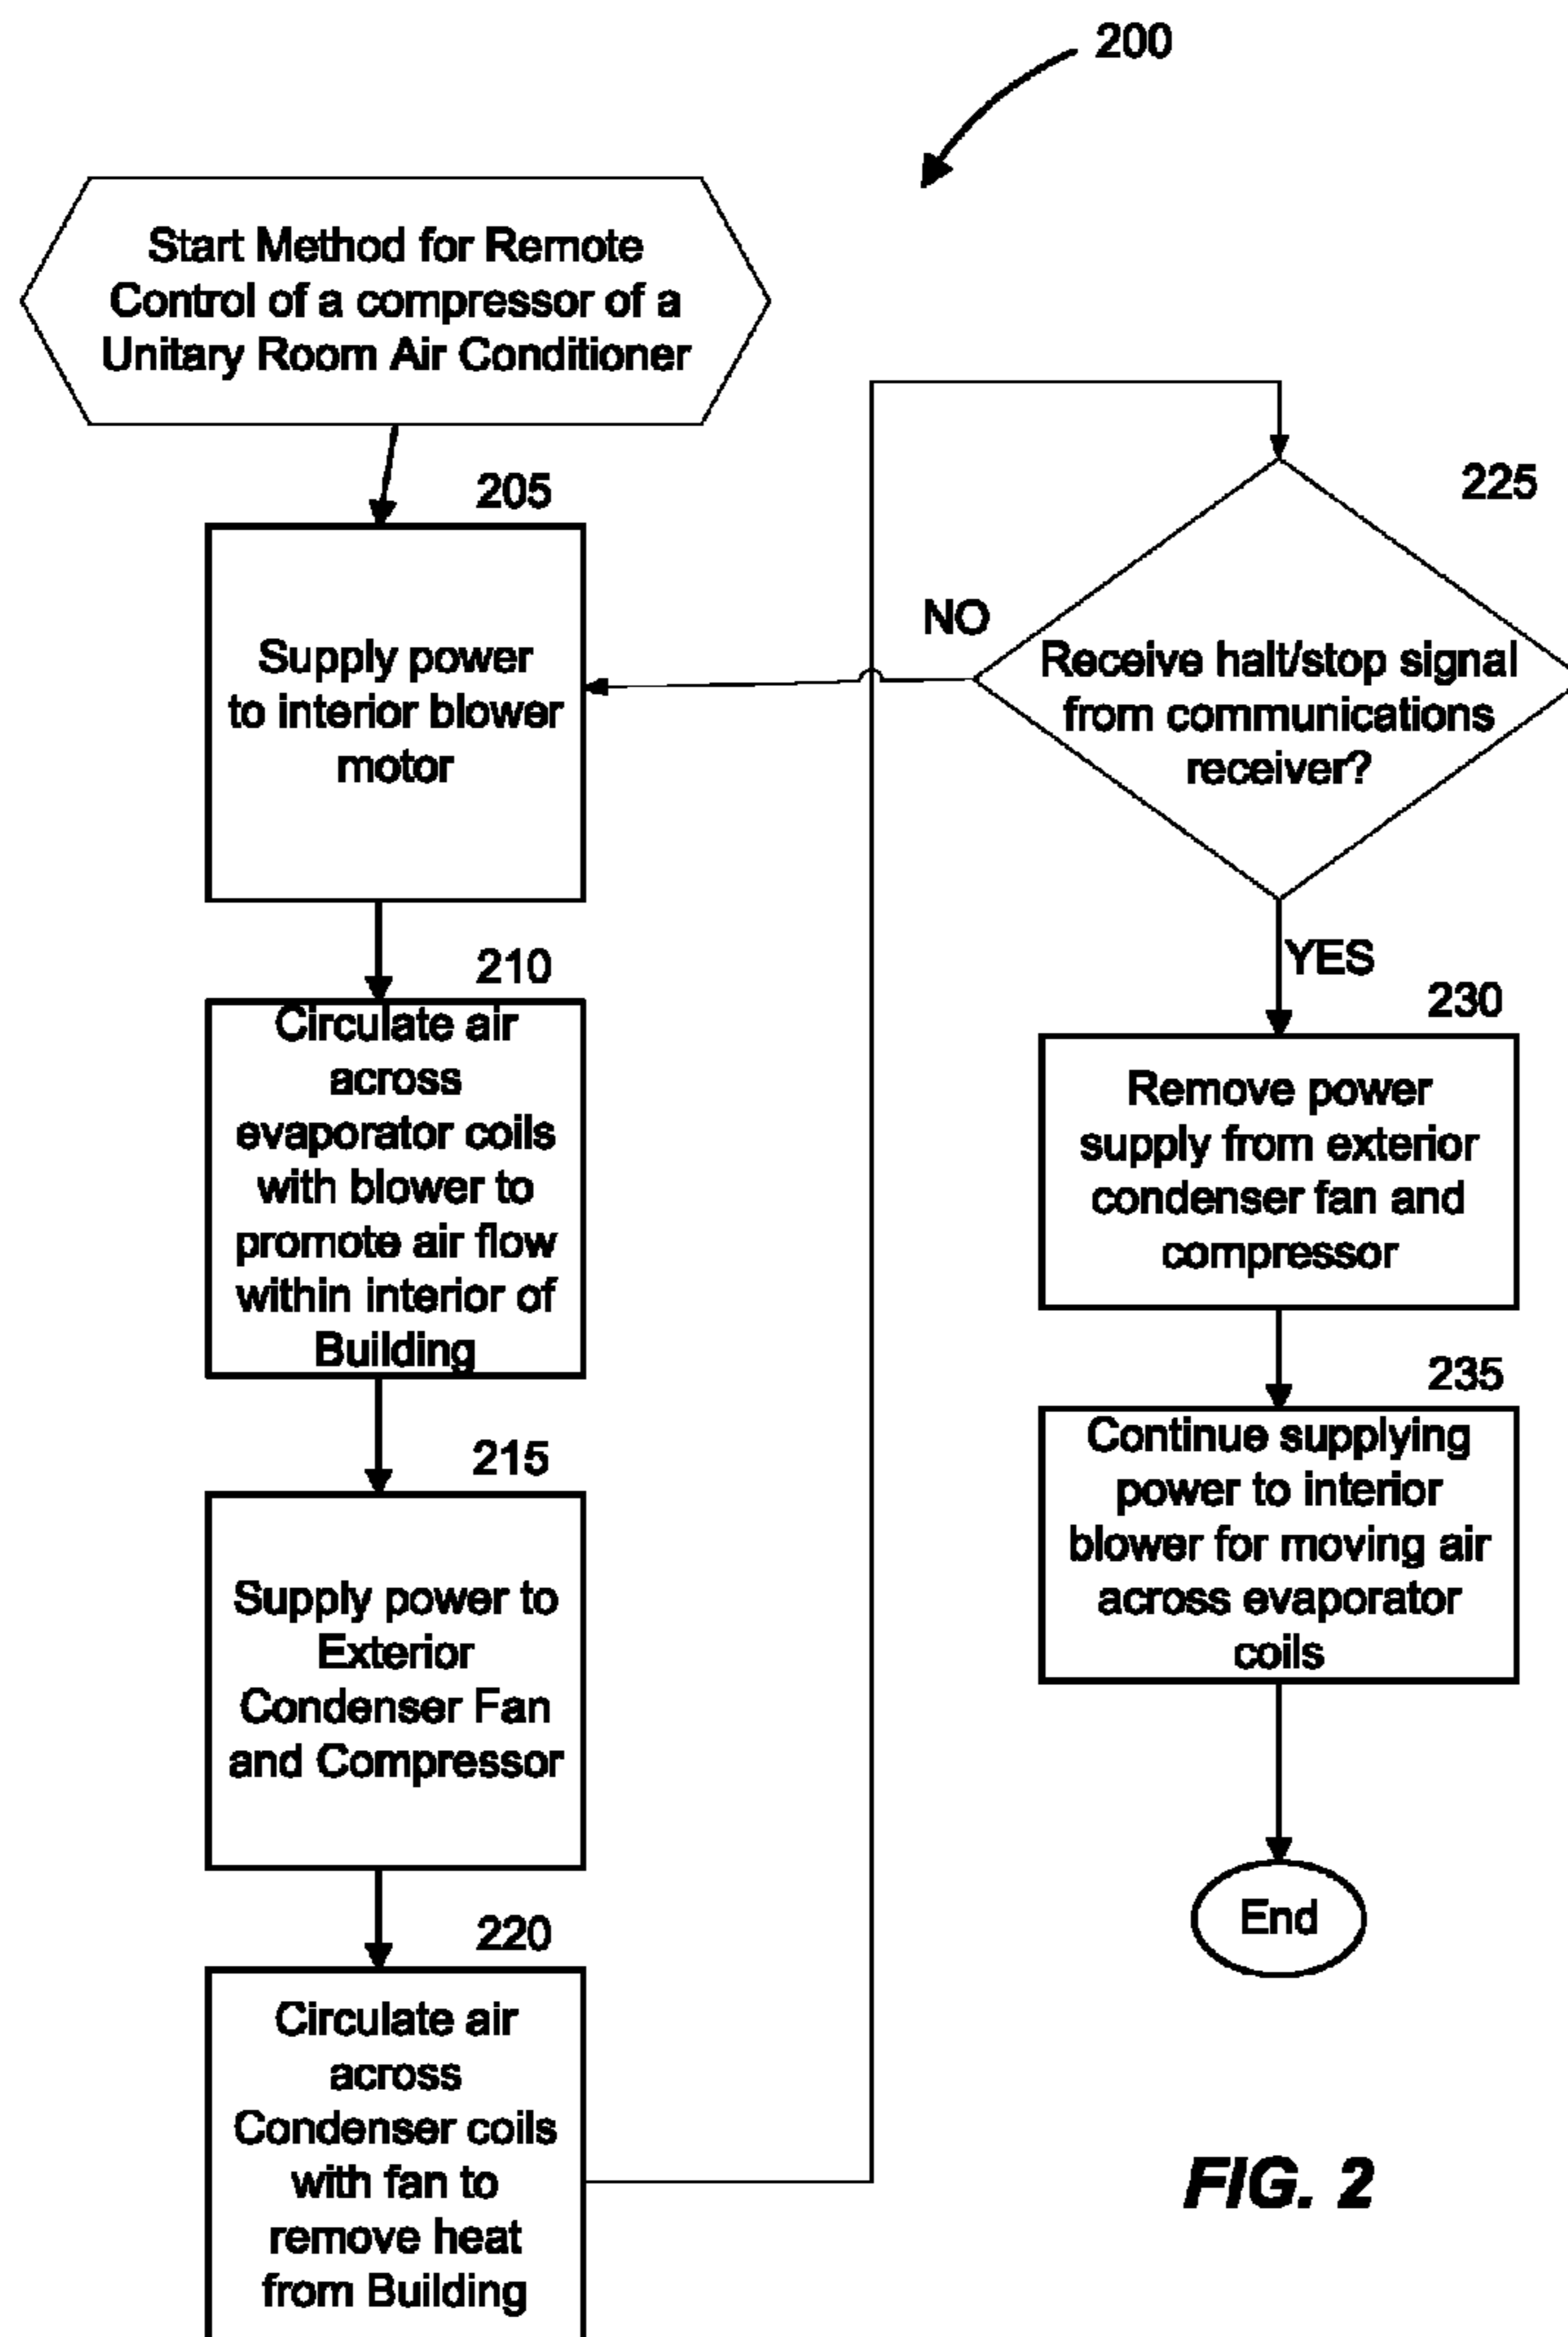 200
Start Method for Remote
Control of a compressor of a
Unitary Room Air Conditioner
205
Supply power
to interior blower
motor
210
Circulate air
across
evaporator coils
with blower to
promote air flow
within interior of
Building
215
Supply power to
Exterior
Condenser Fan
and Compressor
220
Circulate air
across
Condenser coils
with fan to
remove heat
from Building
225
NO
Receive halt/stop signal
from communications
receiver?
YES
230
Remove power
supply from exterior
condenser fan and
compressor
235
Continue supplying
power to interior
blower for moving air
across evaporator
coils
End
FIG. 2